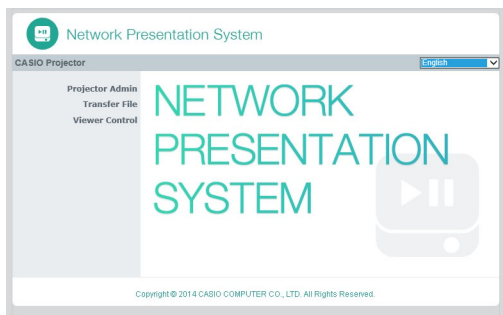 Network Presentation System
CASIO Projector
English
Projector Admin
Transfer File
Viewer Control
NETWORK
PRESENTATION
SYSTEM
Copyright © 2014 CASIO COMPUTER CO., LTD. All Rights Reserved.